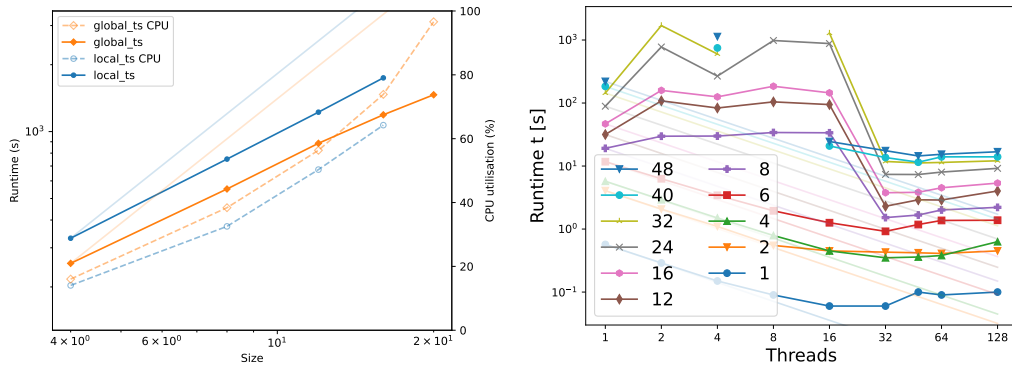 global_ts CPU
global_ts
local_ts CPU
local_ts
Runtime (s)
10³
4 × 10⁰
6 × 10⁰
10¹
2 × 10¹
Size
100
80
60
40
20
0
CPU utilisation (%)
Runtime t [s]
10³
10²
10¹
10⁰
10⁻¹
48
40
32
24
16
12
8
6
4
2
1
1
2
4
8
16
32
64
128
Threads